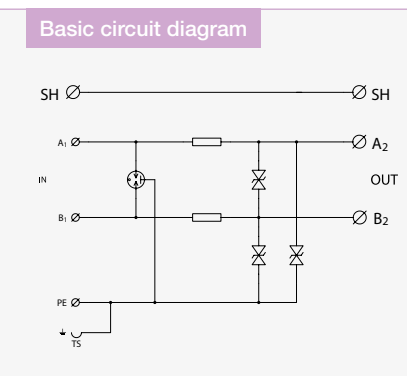 Basic circuit diagram
SH SH
A1 A2
IN OUT
B1 B2
PE
TS